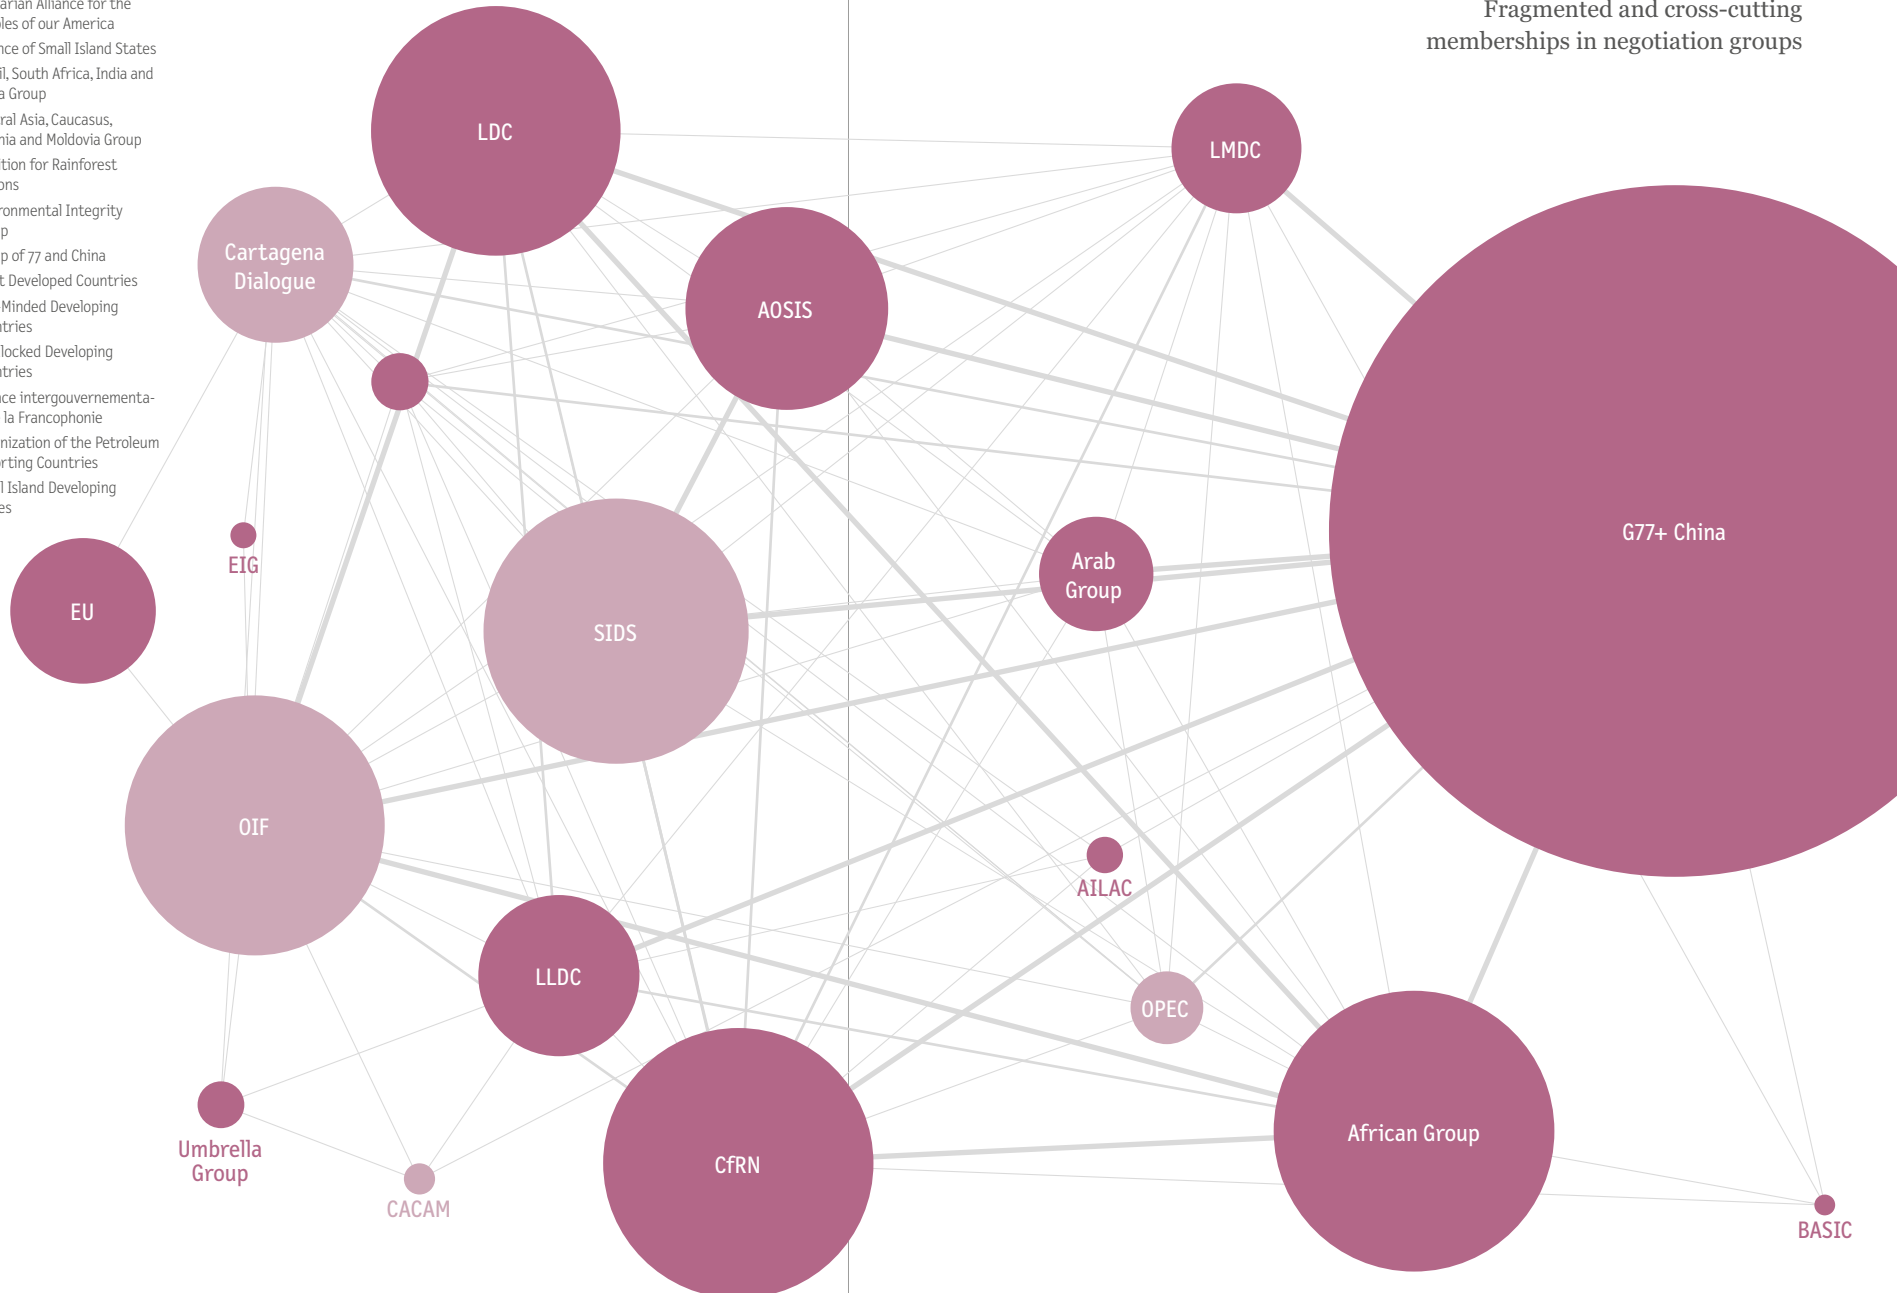 arian Alliance for the
les of our America
nce of Small Island States
il, South Africa, India and
a Group
ral Asia, Caucasus,
nia and Moldovia Group
ition for Rainforest
ons
ronmental Integrity
p
p of 77 and China
t Developed Countries
Minded Developing
ntries
locked Developing
ntries
ce intergouvernementa-
la Francophonie
nization of the Petroleum
orting Countries
l Island Developing
es
Fragmented and cross-cutting
memberships in negotiation groups
LDC
LMDC
Cartagena
Dialogue
AOSIS
G77+ China
EIG
Arab
Group
EU
SIDS
OIF
AILAC
LLDC
OPEC
Umbrella
Group
African Group
CfRN
CACAM
BASIC